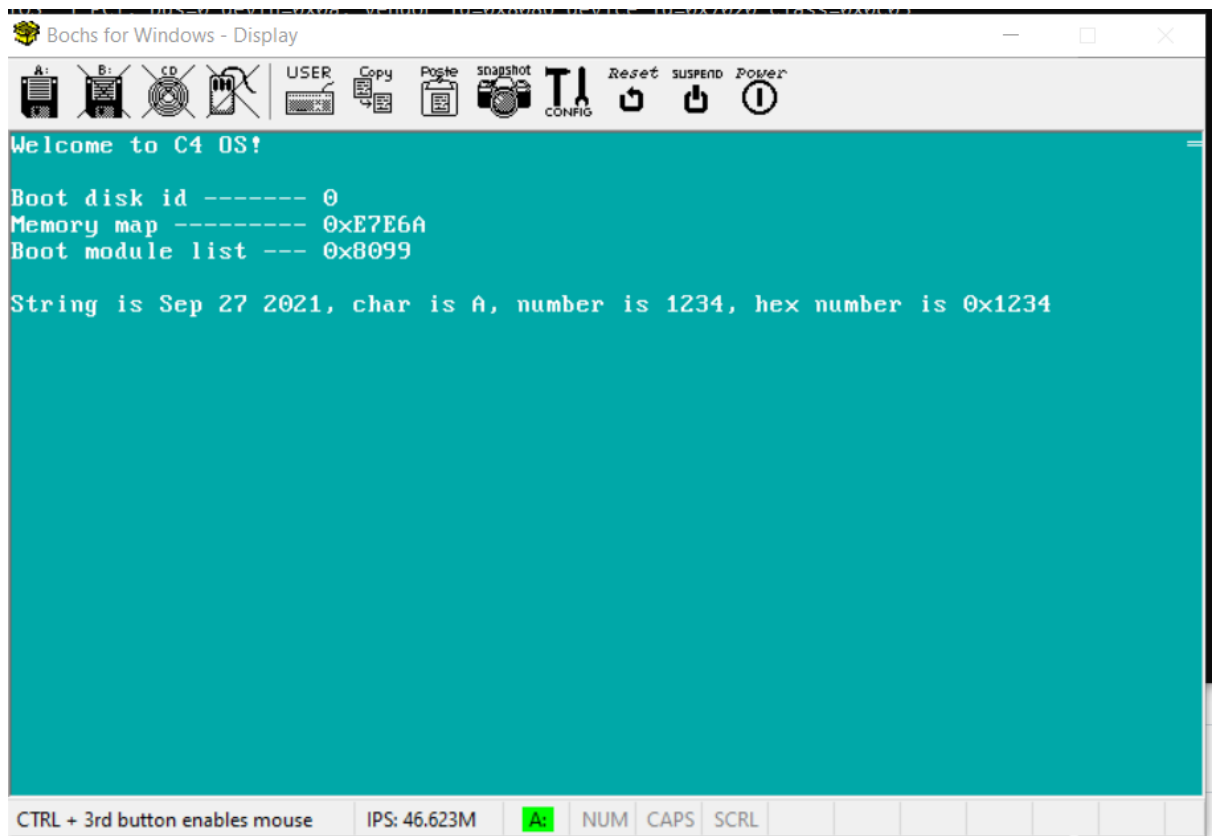 Bochs for Windows - Display
A: B: CD USER Copy Poste snapshot CONFIG Reset SUSPEND Power
Welcome to C4 OS!
Boot disk id ------- 0
Memory map --------- 0xE7E6A
Boot module list --- 0x8099
String is Sep 27 2021, char is A, number is 1234, hex number is 0x1234
CTRL + 3rd button enables mouse IPS: 46.623M A: NUM CAPS SCRL